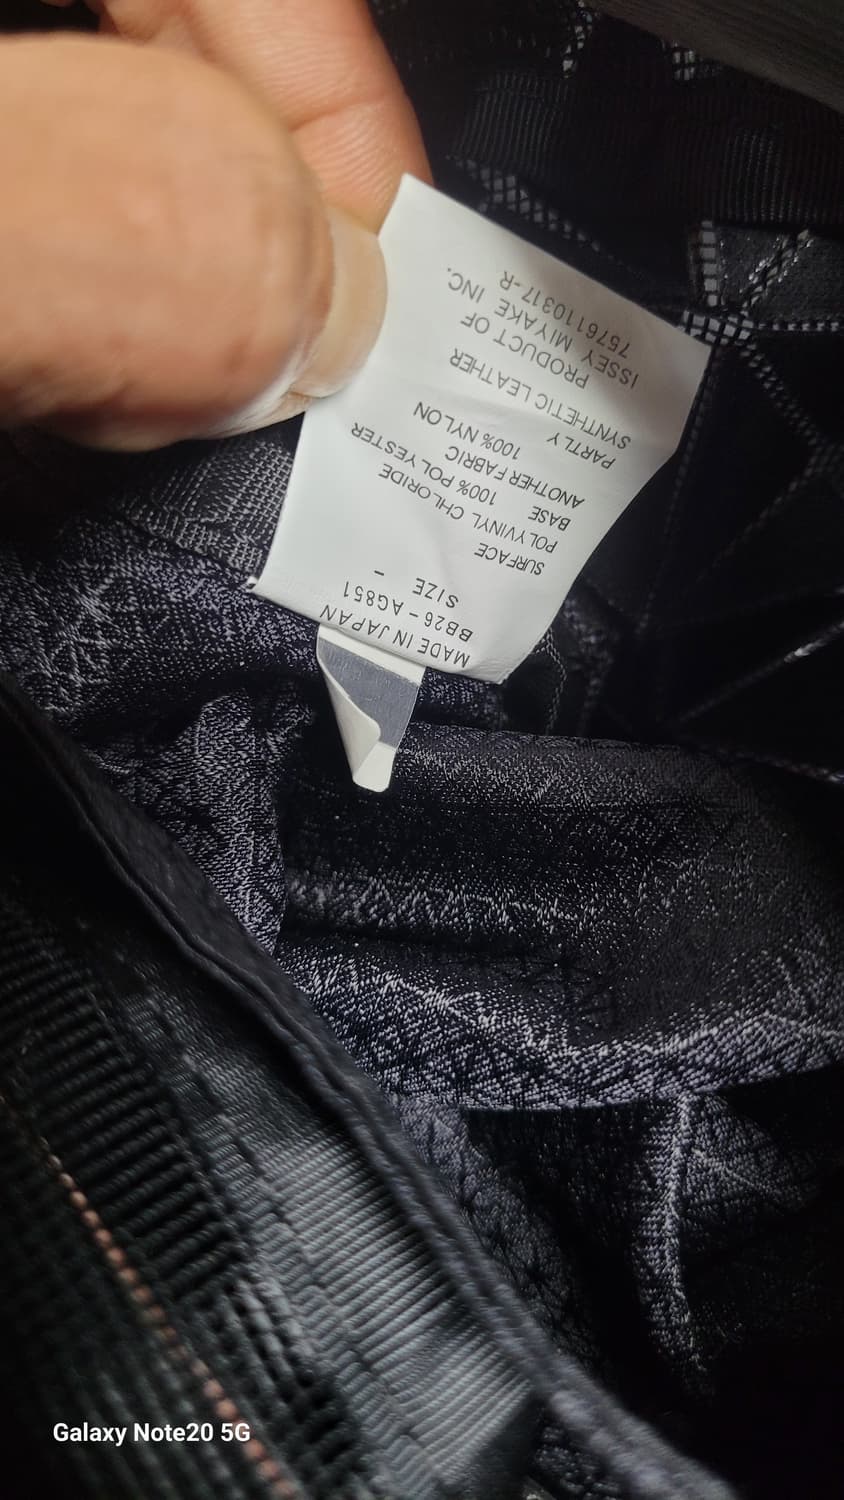 MADE IN JAPAN
BB26 - AG851
SIZE -
SURFACE
POLYVINYL CHLORIDE
BASE 100% POLYESTER
ANOTHER FABRIC
100% NYLON
PARTLY
SYNTHETIC LEATHER
PRODUCT OF
ISSEY MIYAKE INC.
7576110317-R
Galaxy Note20 5G